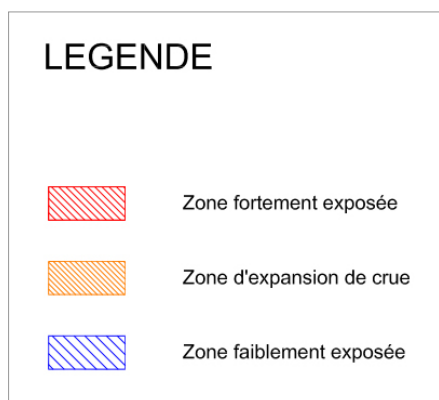 LEGENDE
Zone fortement exposée
Zone d'expansion de crue
Zone faiblement exposée